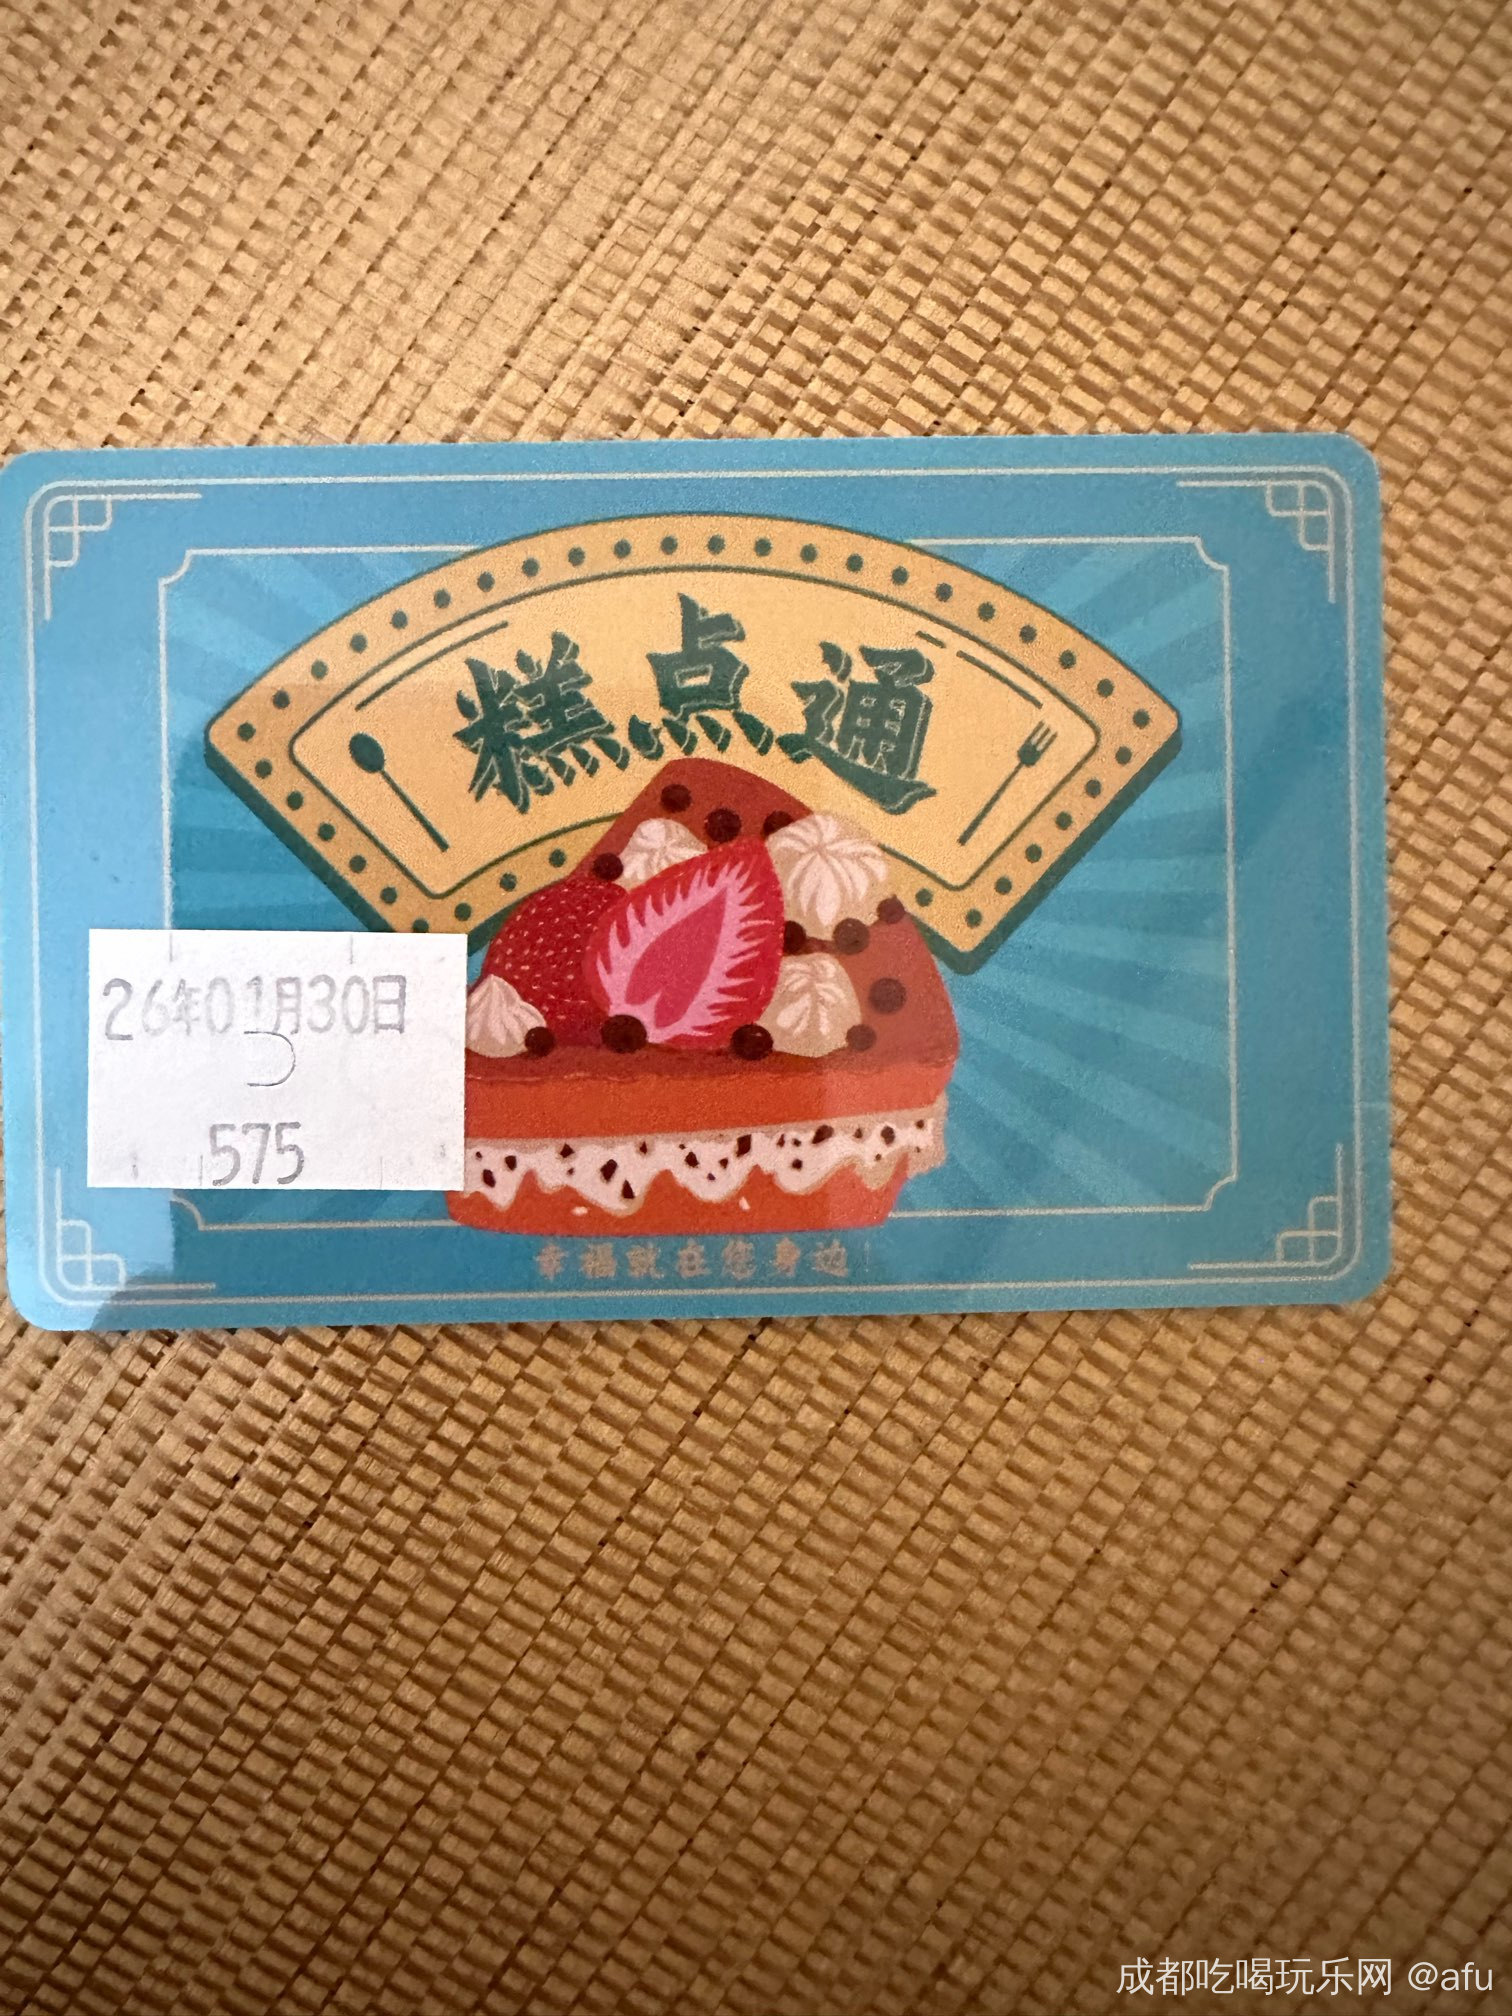 糕点通
26年01月30日
575
幸福就在您身边
成都吃喝玩乐网 @afu